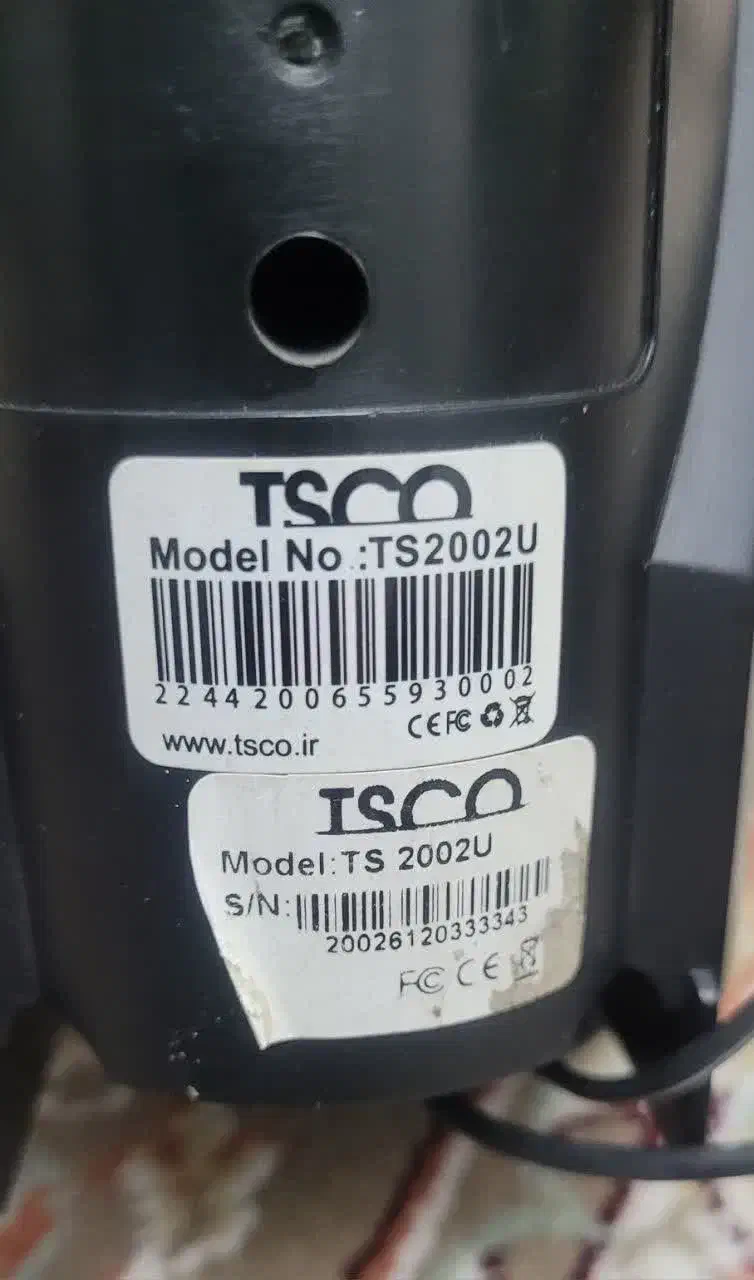 TSCO
Model No .:TS2002U
2244200655930002
CE FC
www.tsco.ir
TSCO
Model:TS 2002U
S/N:
20026120333343
FC CE